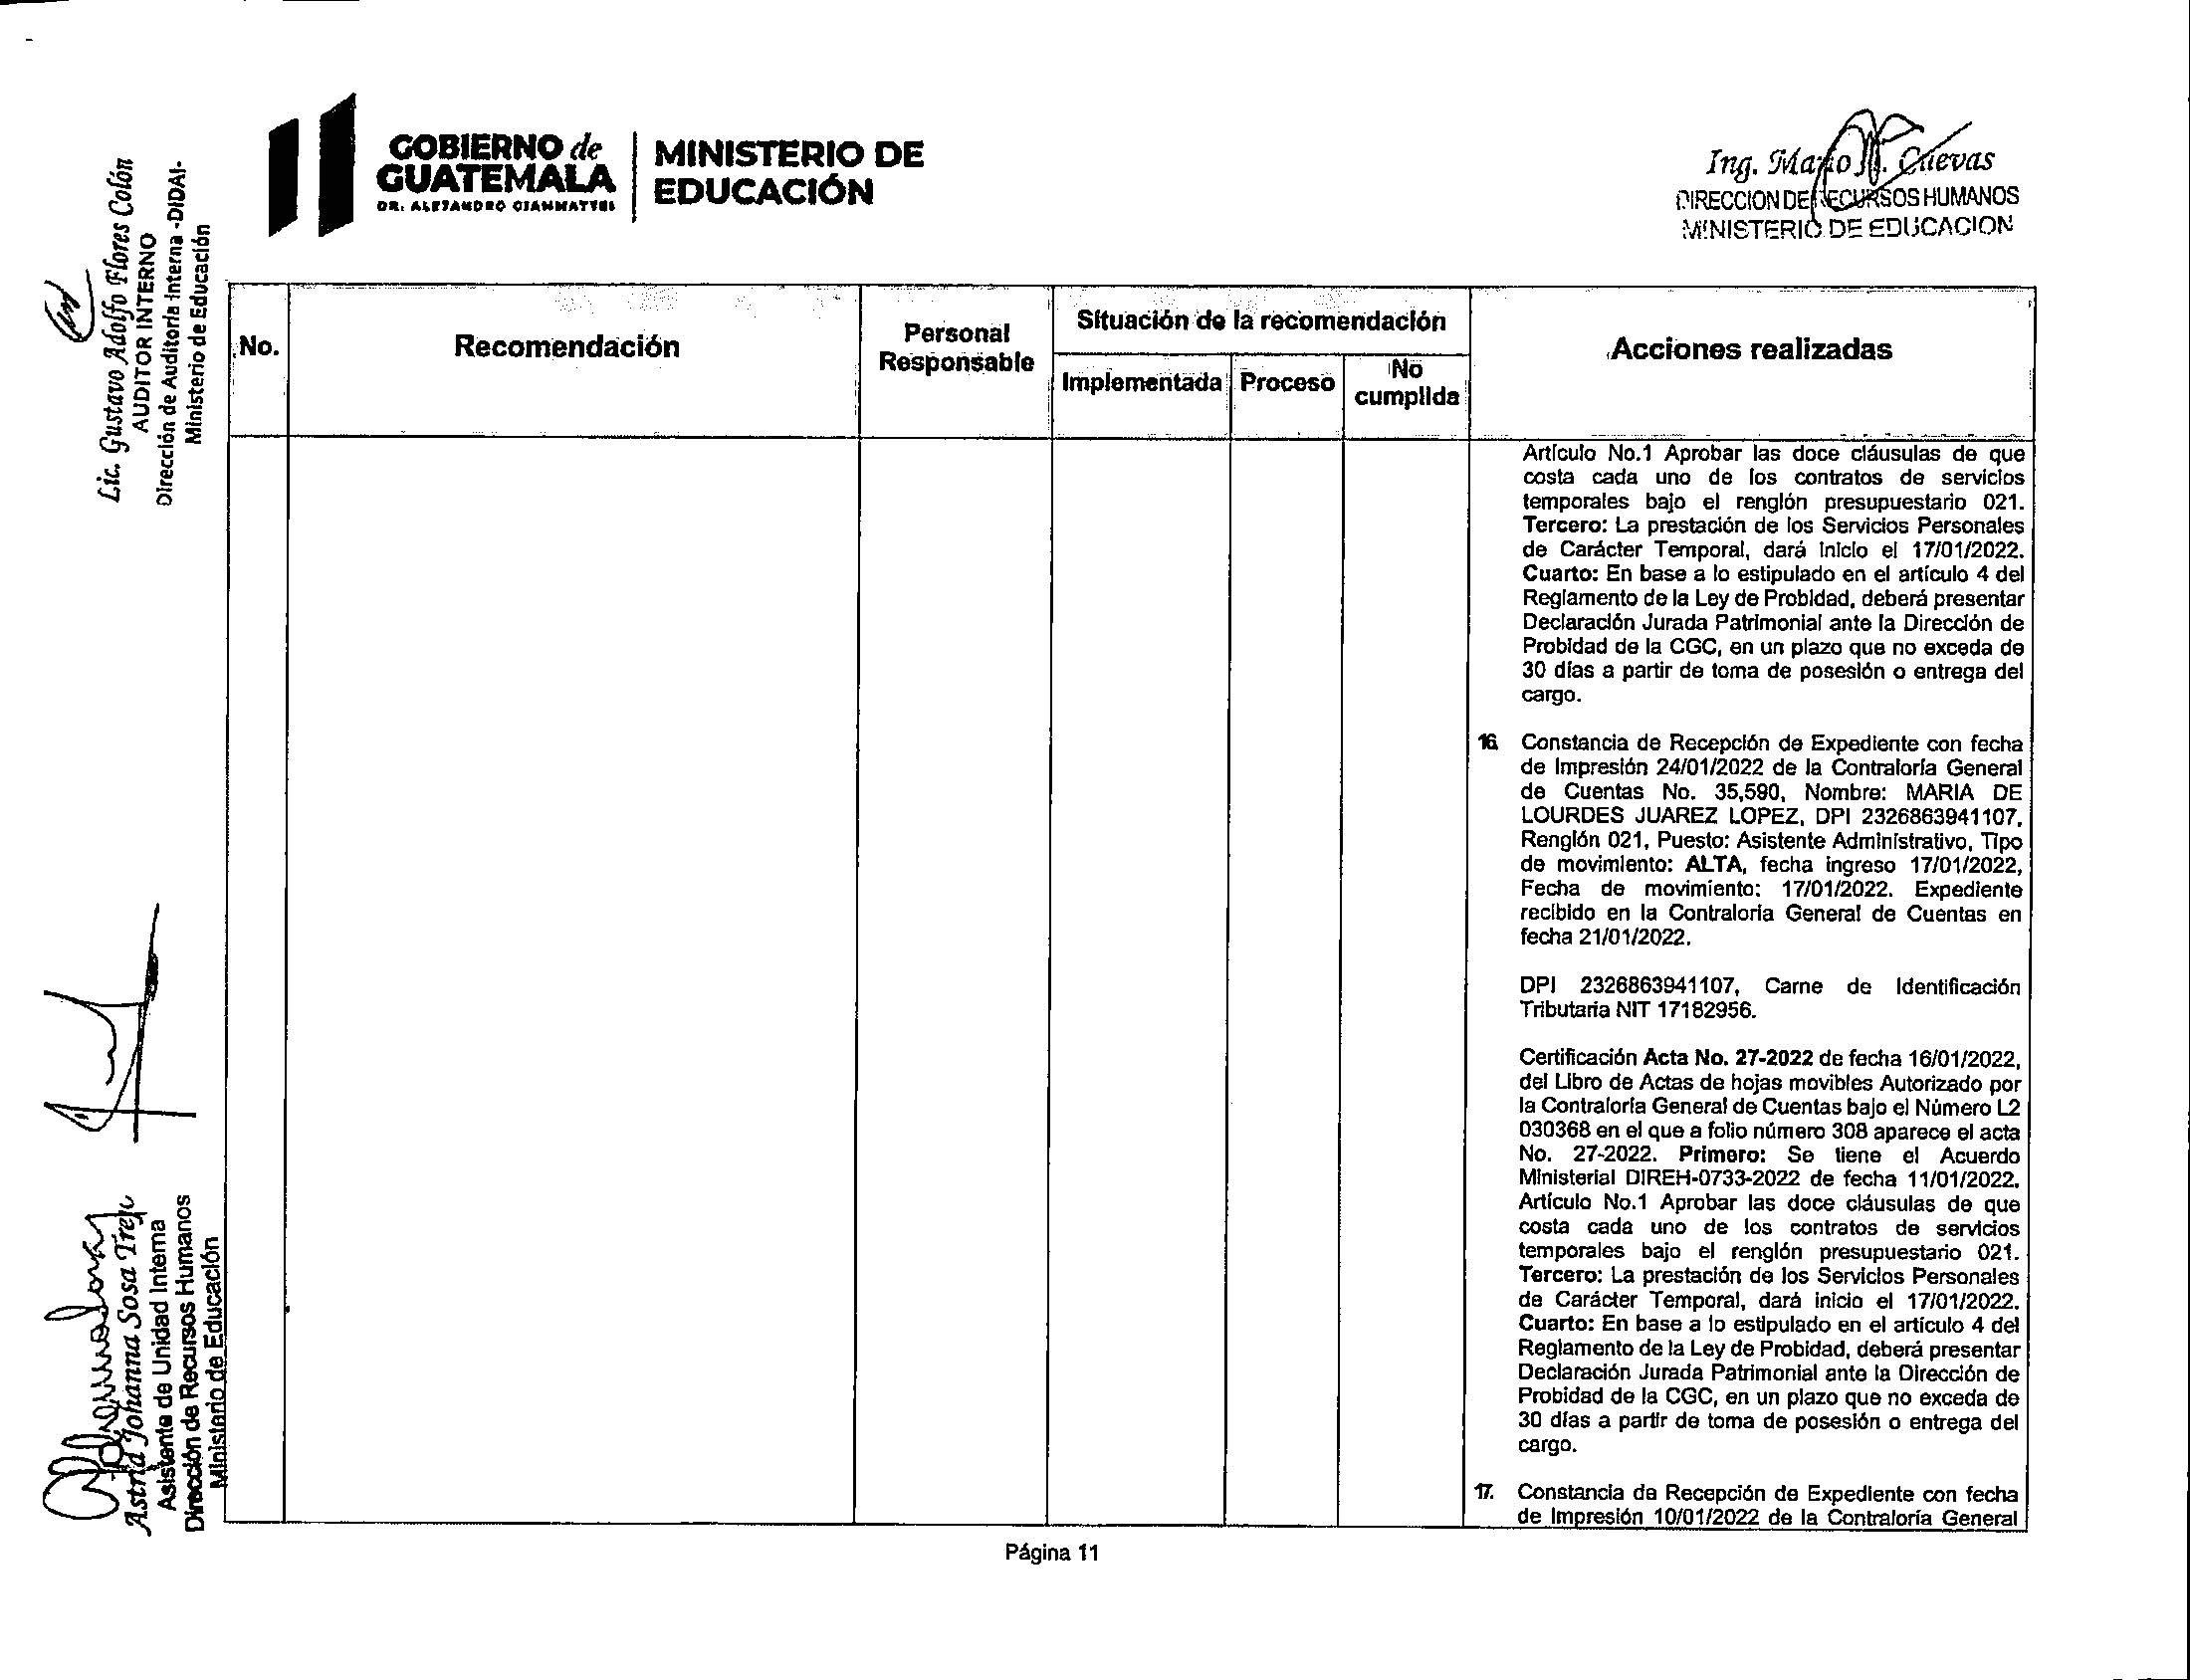 GOBIERNO de
GUATEMALA
DR. ALEJANDRO GIAMMATTEI
MINISTERIO DE
EDUCACIÓN
Ing. Mario Cuevas
DIRECCION DE RECURSOS HUMANOS
MINISTERIO DE EDUCACION
Lic. Gustavo Adolfo Flores Colón
AUDITOR INTERNO
Dirección de Auditoría Interna -DIDAI-
Ministerio de Educación
Astrid Johanna Sosa Trejo
Asistente de Unidad Interna
Dirección de Recursos Humanos
Ministerio de Educación
No.
Recomendación
Personal
Responsable
Situación de la recomendación
Implementada
Proceso
No
cumplida
Acciones realizadas
Artículo No.1 Aprobar las doce cláusulas de que
costa cada uno de los contratos de servicios
temporales bajo el renglón presupuestario 021.
Tercero: La prestación de los Servicios Personales
de Carácter Temporal, dará inicio el 17/01/2022.
Cuarto: En base a lo estipulado en el artículo 4 del
Reglamento de la Ley de Probidad, deberá presentar
Declaración Jurada Patrimonial ante la Dirección de
Probidad de la CGC, en un plazo que no exceda de
30 días a partir de toma de posesión o entrega del
cargo.
16. Constancia de Recepción de Expediente con fecha
de Impresión 24/01/2022 de la Contraloría General
de Cuentas No. 35,590, Nombre: MARIA DE
LOURDES JUAREZ LOPEZ, DPI 2326863941107,
Renglón 021, Puesto: Asistente Administrativo, Tipo
de movimiento: ALTA, fecha ingreso 17/01/2022,
Fecha de movimiento: 17/01/2022. Expediente
recibido en la Contraloría General de Cuentas en
fecha 21/01/2022.
DPI 2326863941107, Carne de Identificación
Tributaria NIT 17182956.
Certificación Acta No. 27-2022 de fecha 16/01/2022,
del Libro de Actas de hojas movibles Autorizado por
la Contraloría General de Cuentas bajo el Número L2
030368 en el que a folio número 308 aparece el acta
No. 27-2022. Primero: Se tiene el Acuerdo
Ministerial DIREH-0733-2022 de fecha 11/01/2022.
Artículo No.1 Aprobar las doce cláusulas de que
costa cada uno de los contratos de servicios
temporales bajo el renglón presupuestario 021.
Tercero: La prestación de los Servicios Personales
de Carácter Temporal, dará inicio el 17/01/2022.
Cuarto: En base a lo estipulado en el artículo 4 del
Reglamento de la Ley de Probidad, deberá presentar
Declaración Jurada Patrimonial ante la Dirección de
Probidad de la CGC, en un plazo que no exceda de
30 días a partir de toma de posesión o entrega del
cargo.
17. Constancia de Recepción de Expediente con fecha
de Impresión 10/01/2022 de la Contraloría General
Página 11